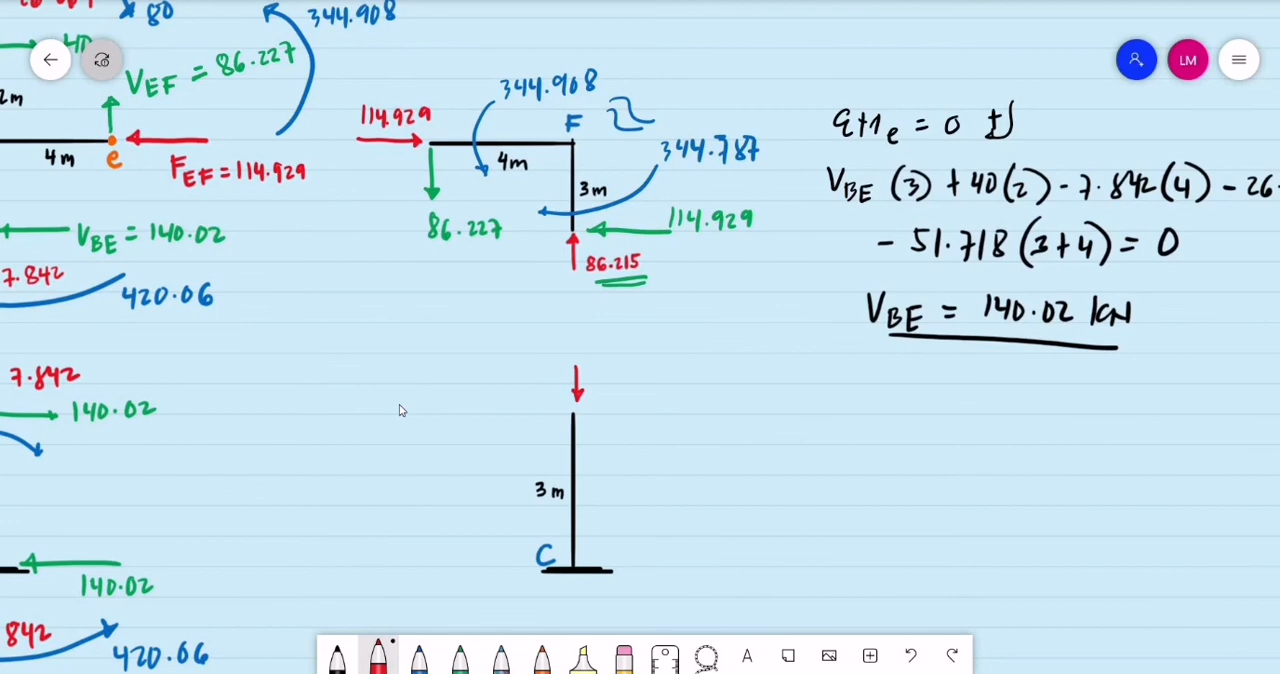 80
344.908
VEF = 86.227
LM
2m
4m
e
FEF = 114.929
VBE = 140.02
7.842
420.06
344.908
114.929
F
4m
344.787
3m
86.227
114.929
86.215
Σ+Me = 0
VBE (3) + 40(2) - 7.842(4) - 26.
- 51.718 (3+4) = 0
VBE = 140.02 kN
7.842
140.02
3m
C
140.02
842
420.06
A